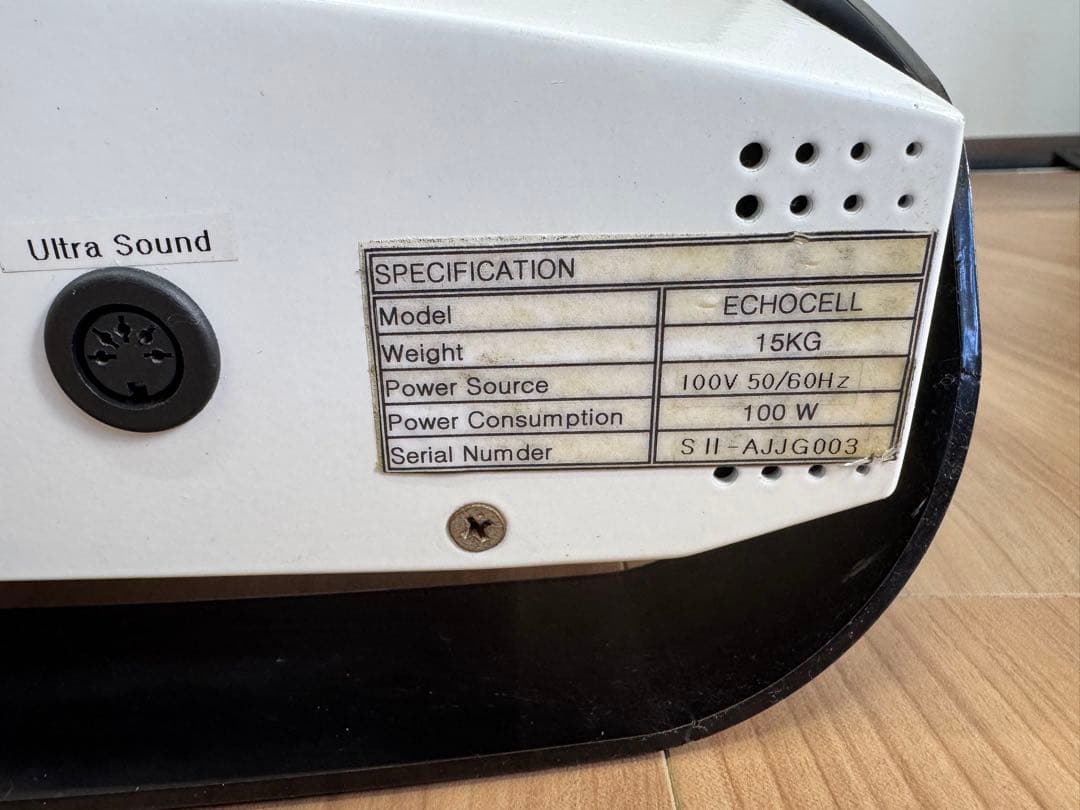 Ultra Sound
SPECIFICATION
Model ECHOCELL
Weight 15KG
Power Source 100V 50/60Hz
Power Consumption 100 W
Serial Numder S II-AJJG003